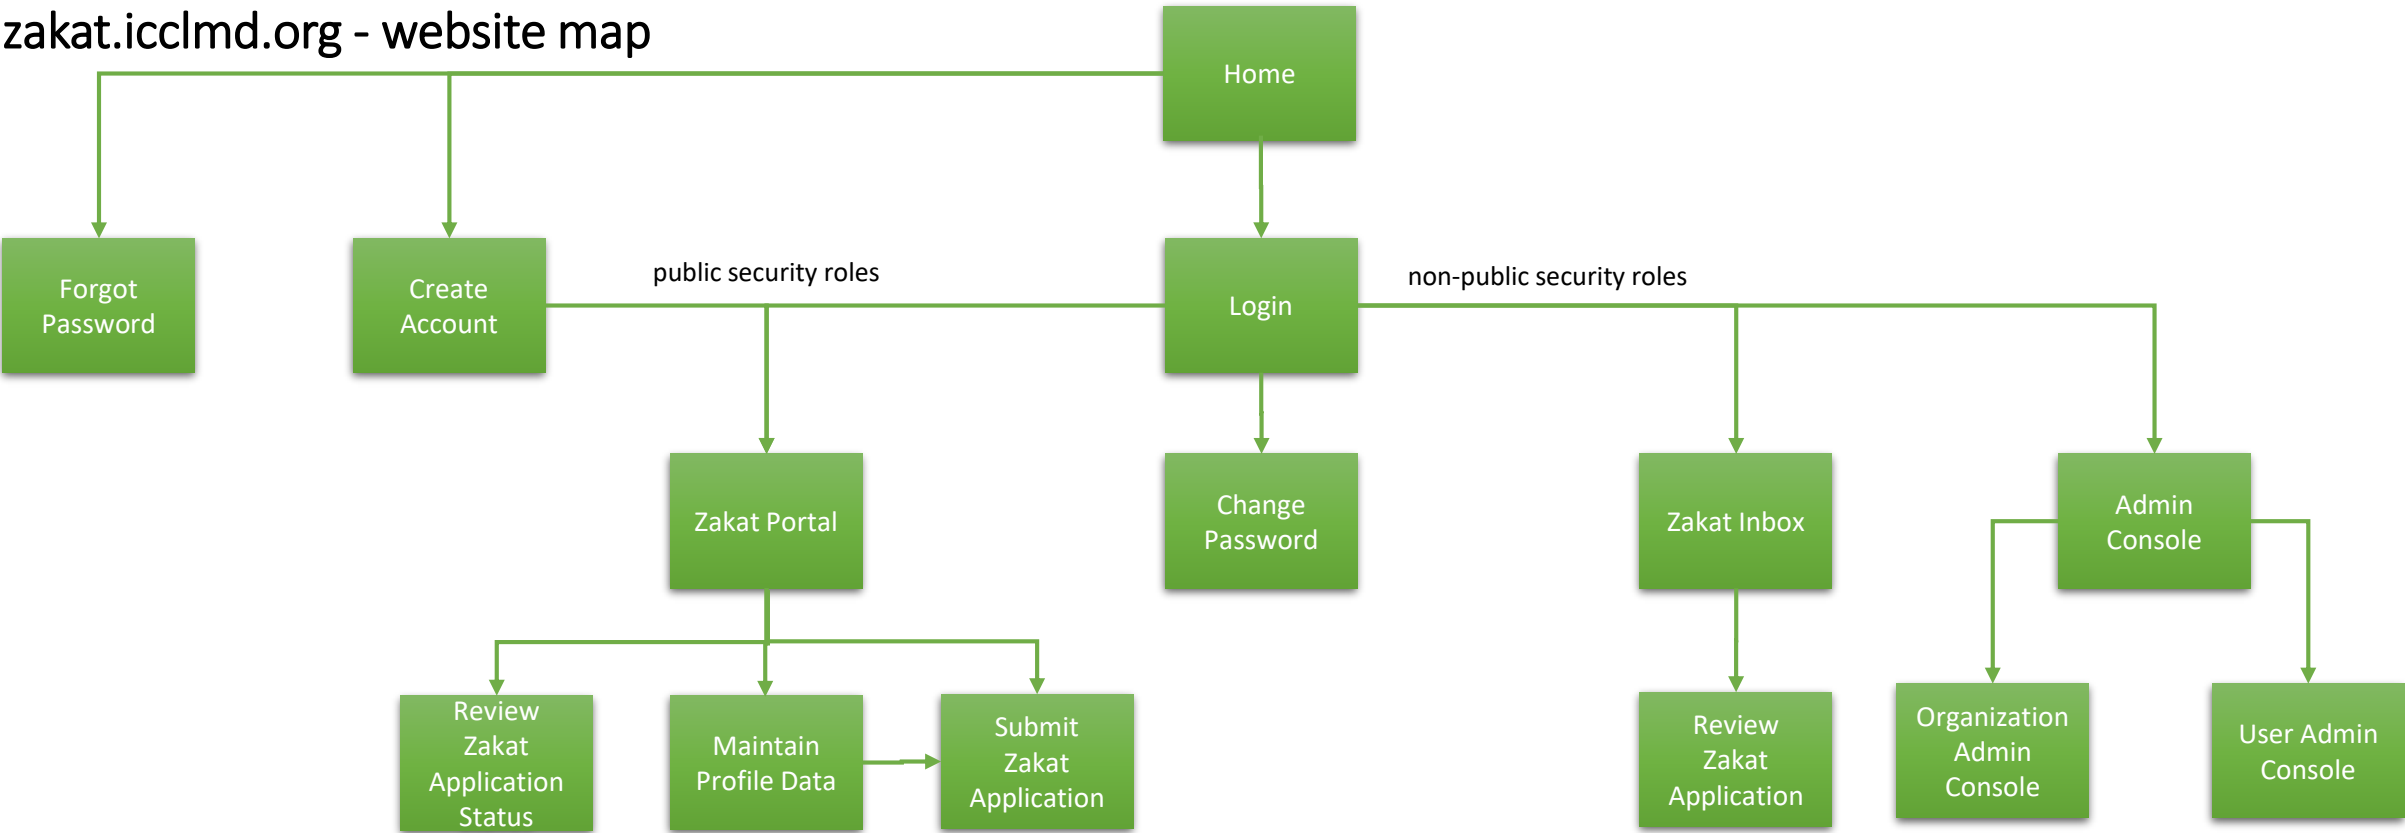 zakat.icclmd.org - website map
Home
Forgot
Password
Create
Account
public security roles
Login
non-public security roles
Zakat Portal
Change
Password
Zakat Inbox
Admin
Console
Review
Zakat
Application
Status
Maintain
Profile Data
Submit
Zakat
Application
Review
Zakat
Application
Organization
Admin
Console
User Admin
Console